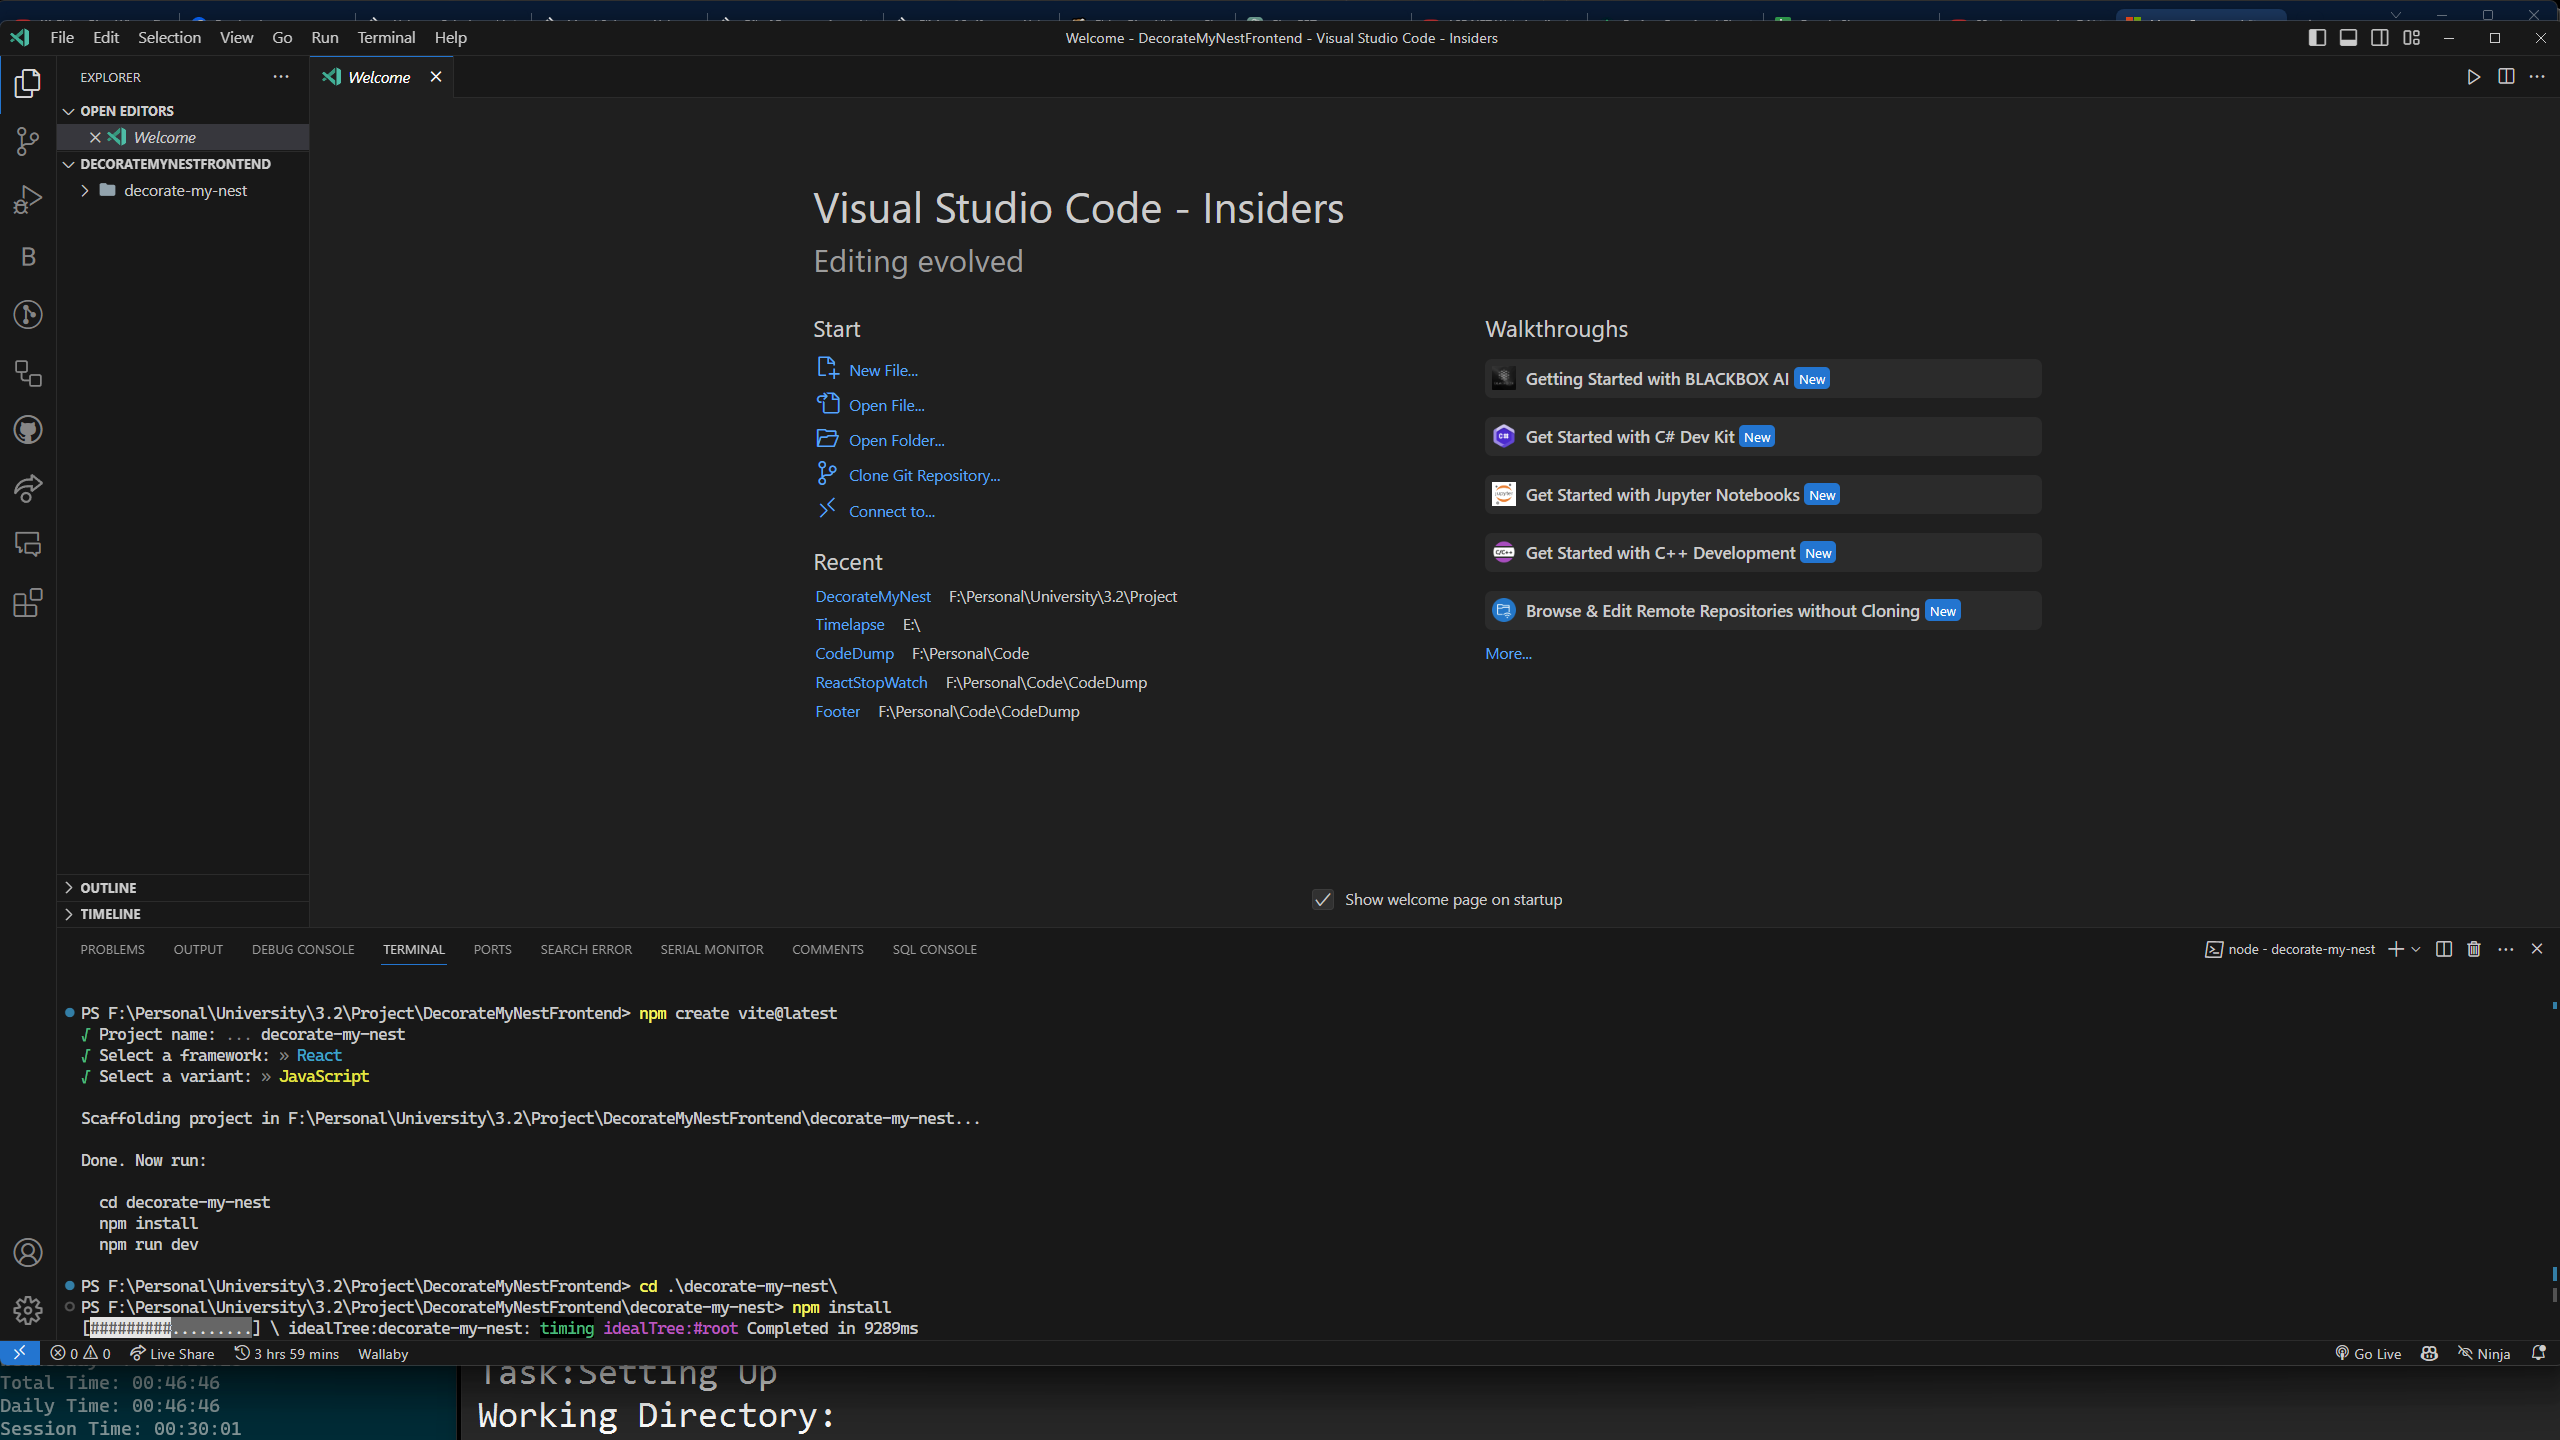 File Edit Selection View Go Run Terminal Help
Welcome - DecorateMyNestFrontend - Visual Studio Code - Insiders
EXPLORER
OPEN EDITORS
Welcome
DECORATEMYNESTFRONTEND
decorate-my-nest
OUTLINE
TIMELINE
Welcome
Visual Studio Code - Insiders
Editing evolved
Start
New File...
Open File...
Open Folder...
Clone Git Repository...
Connect to...
Recent
DecorateMyNest F:\Personal\University\3.2\Project
Timelapse E:\
CodeDump F:\Personal\Code
ReactStopWatch F:\Personal\Code\CodeDump
Footer F:\Personal\Code\CodeDump
Walkthroughs
Getting Started with BLACKBOX AI New
Get Started with C# Dev Kit New
Get Started with Jupyter Notebooks New
Get Started with C++ Development New
Browse & Edit Remote Repositories without Cloning New
More...
Show welcome page on startup
PROBLEMS OUTPUT DEBUG CONSOLE TERMINAL PORTS SEARCH ERROR SERIAL MONITOR COMMENTS SQL CONSOLE
node - decorate-my-nest
PS F:\Personal\University\3.2\Project\DecorateMyNestFrontend> npm create vite@latest
√ Project name: ... decorate-my-nest
√ Select a framework: » React
√ Select a variant: » JavaScript
Scaffolding project in F:\Personal\University\3.2\Project\DecorateMyNestFrontend\decorate-my-nest...
Done. Now run:
cd decorate-my-nest
npm install
npm run dev
PS F:\Personal\University\3.2\Project\DecorateMyNestFrontend> cd .\decorate-my-nest\
PS F:\Personal\University\3.2\Project\DecorateMyNestFrontend\decorate-my-nest> npm install
[#########.........] \ idealTree:decorate-my-nest: timing idealTree:#root Completed in 9289ms
0 0 Live Share 3 hrs 59 mins Wallaby
Go Live Ninja
Total Time: 00:46:46
Daily Time: 00:46:46
Session Time: 00:30:01
Task:Setting Up
Working Directory: